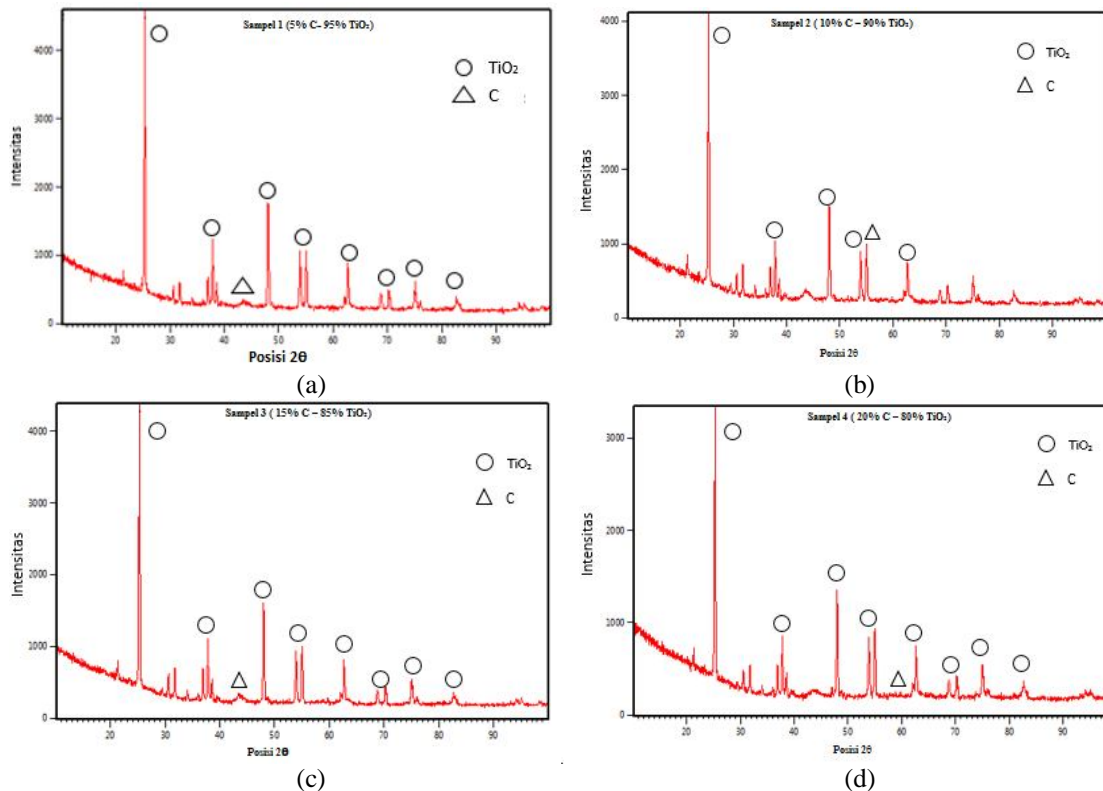 Sampel 1 (5% C– 95% TiO₂)
4000
3000
2000
1000
0
Intensitas
TiO₂
C
20 30 40 50 60 70 80 90
Posisi 2θ
(a)
Sampel 2 ( 10% C – 90% TiO₂)
4000
3000
2000
1000
0
Intensitas
TiO₂
C
20 30 40 50 60 70 80 90
Posisi 2θ
(b)
Sampel 3 ( 15% C – 85% TiO₂)
4000
3000
2000
1000
0
Intensitas
TiO₂
C
20 30 40 50 60 70 80 90
Posisi 2θ
(c)
Sampel 4 ( 20% C – 80% TiO₂)
3000
2000
1000
0
Intensitas
TiO₂
C
20 30 40 50 60 70 80 90
Posisi 2θ
(d)